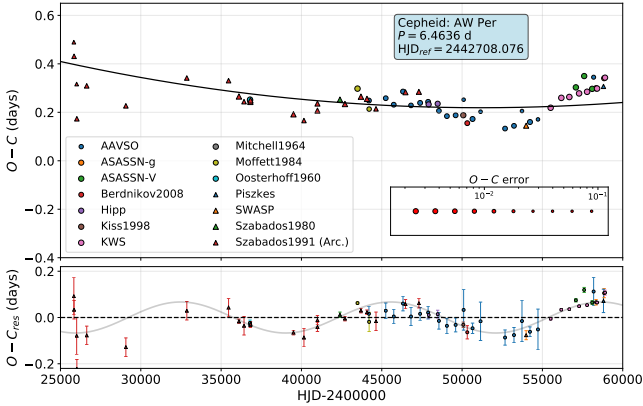 0.6
0.4
0.2
0.0
0.2
0.4
O − C (days)
Cepheid: AW Per
P = 6.4636 d
HJD_ref = 2442708.076
AAVSO
ASASSN-g
ASASSN-V
Berdnikov2008
Hipp
Kiss1998
KWS
Mitchell1964
Moffett1984
Oosterhoff1960
Piszkes
SWASP
Szabados1980
Szabados1991 (Arc.)
O − C error
10⁻² 10⁻¹
0.2
0.0
−0.2
O − C_res (days)
25000 30000 35000 40000 45000 50000 55000 60000
HJD-2400000